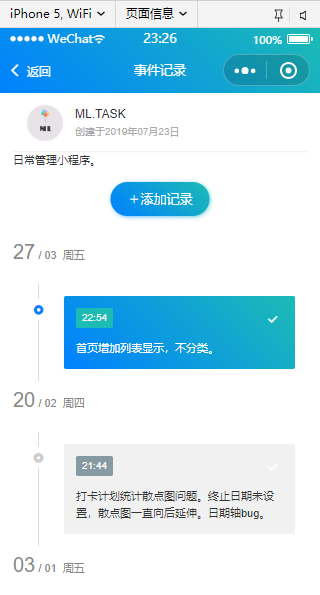 iPhone 5, WiFi
页面信息
WeChat
23:26
100%
返回
事件记录
ML.TASK
创建于2019年07月23日
ML
日常管理小程序。
+添加记录
27 / 03 周五
22:54
首页增加列表显示，不分类。
20 / 02 周四
21:44
打卡计划统计散点图问题。终止日期未设
置，散点图一直向后延伸。日期轴bug。
03 / 01 周五